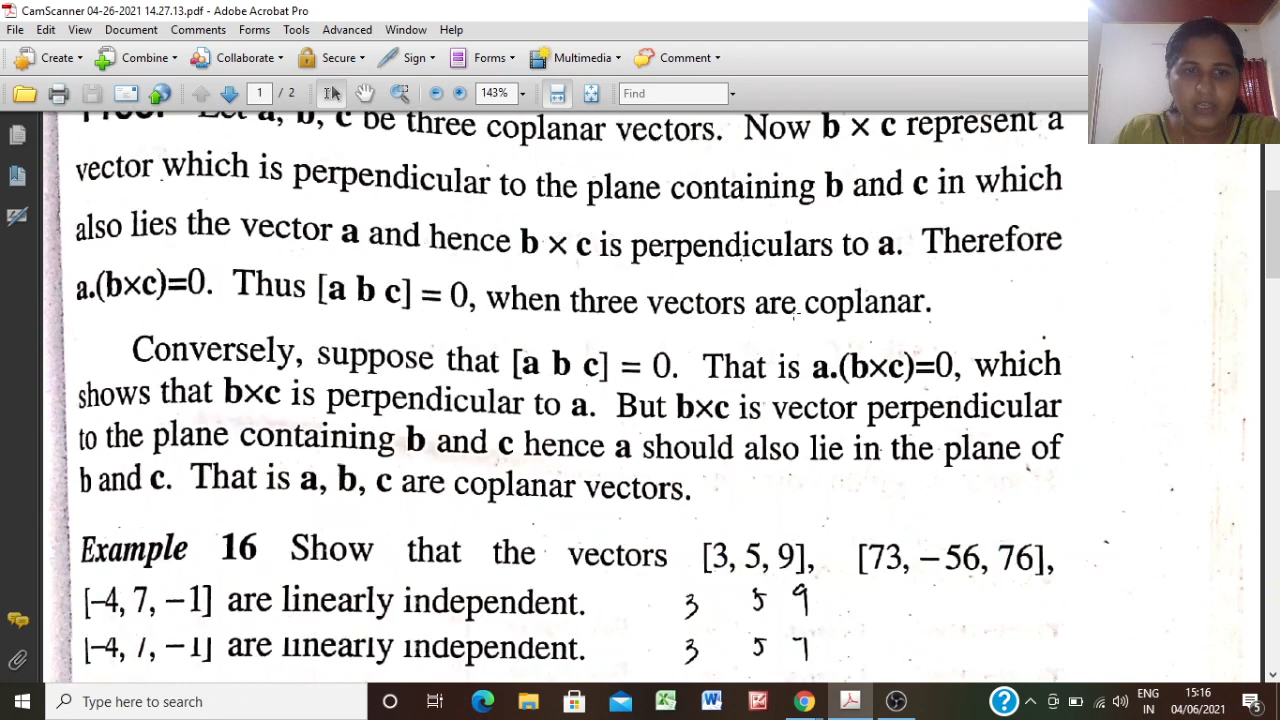 CamScanner 04-26-2021 14.27.13.pdf - Adobe Acrobat Pro
File Edit View Document Comments Forms Tools Advanced Window Help
Create Combine Collaborate Secure Sign Forms Multimedia Comment
1 / 2 143% Find
Proof. Let a, b, c be three coplanar vectors. Now b × c represent a
vector which is perpendicular to the plane containing b and c in which
also lies the vector a and hence b × c is perpendiculars to a. Therefore
a.(b×c)=0. Thus [a b c] = 0, when three vectors are coplanar.
Conversely, suppose that [a b c] = 0. That is a.(b×c)=0, which
shows that b×c is perpendicular to a. But b×c is vector perpendicular
to the plane containing b and c hence a should also lie in the plane of
b and c. That is a, b, c are coplanar vectors.
Example 16 Show that the vectors [3, 5, 9], [73, −56, 76],
[−4, 7, −1] are linearly independent. 3 5 9
[−4, 7, −1] are linearly independent. 3 5 9
Type here to search
ENG 15:16
IN 04/06/2021 5